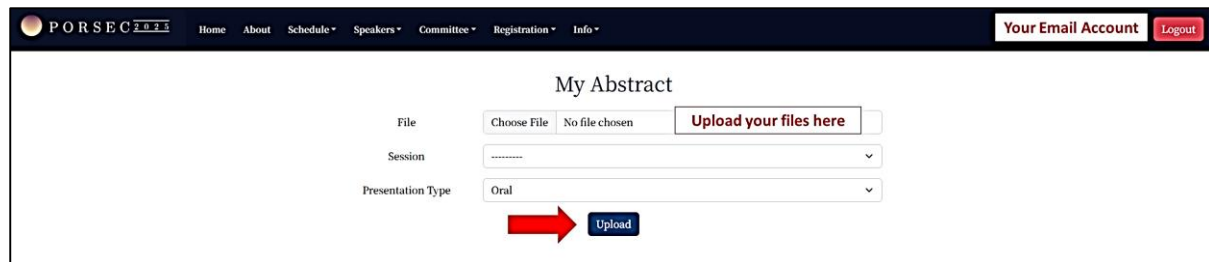 PORSEC2025 Home About Schedule Speakers Committee Registration Info Your Email Account Logout
My Abstract
File Choose File No file chosen Upload your files here
Session ---------
Presentation Type Oral
Upload